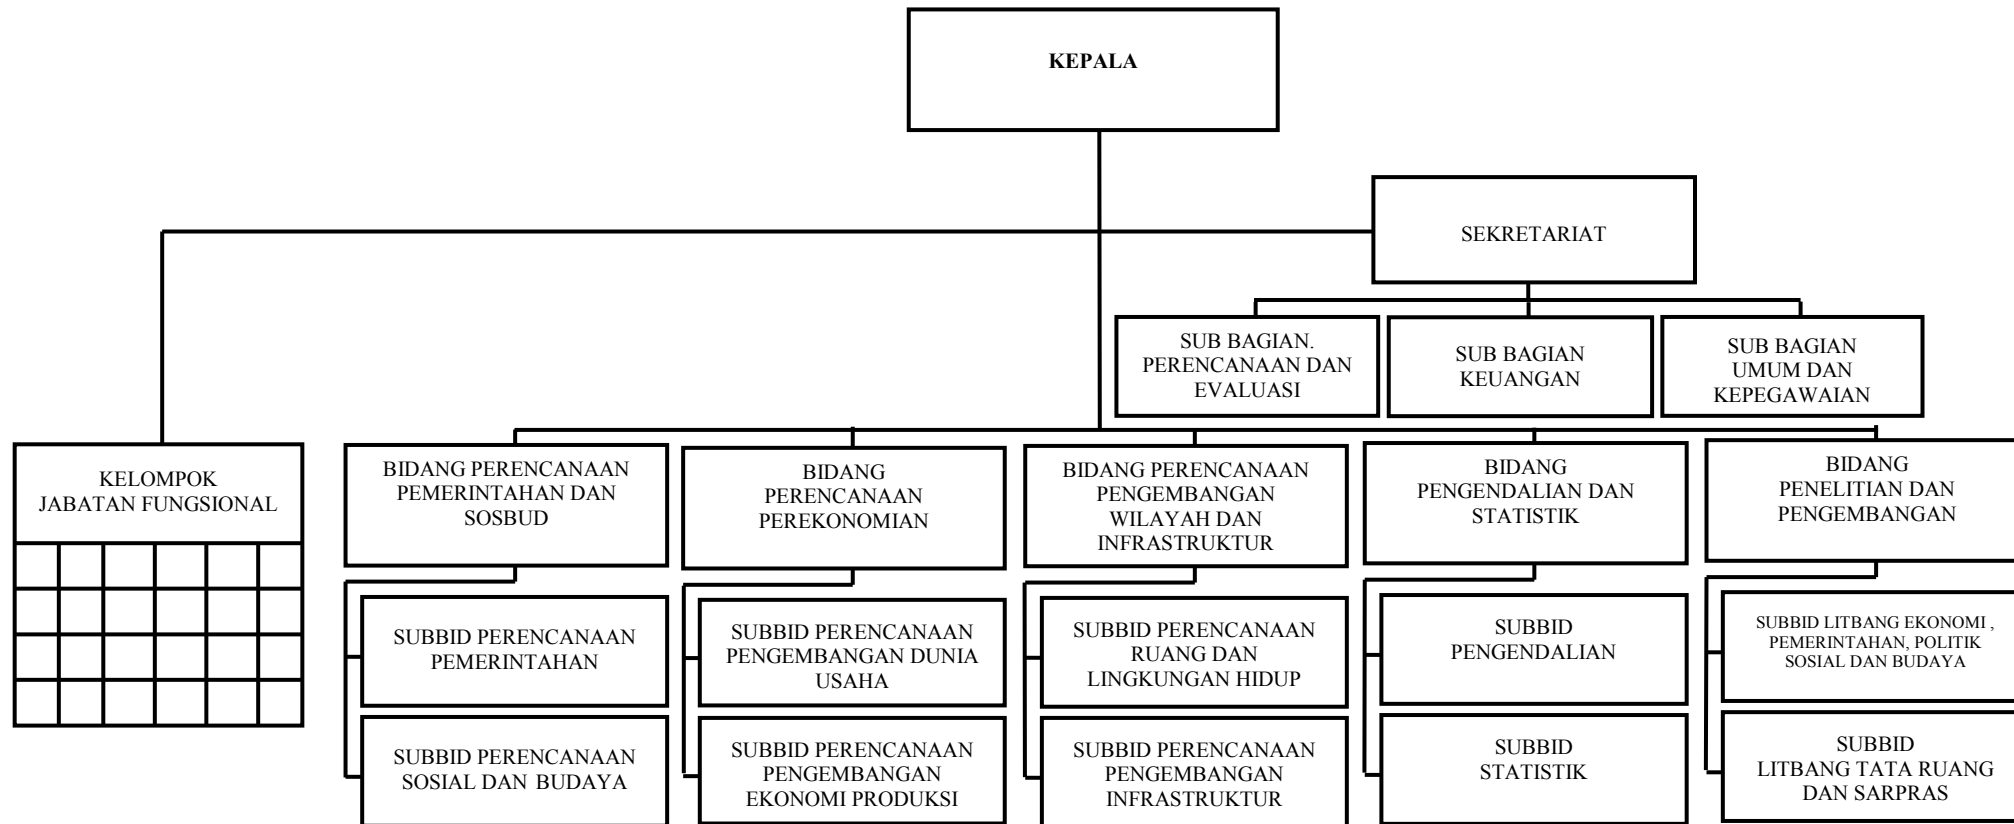 KEPALA
SEKRETARIAT
SUB BAGIAN.
PERENCANAAN DAN
EVALUASI
SUB BAGIAN
KEUANGAN
SUB BAGIAN
UMUM DAN
KEPEGAWAIAN
KELOMPOK
JABATAN FUNGSIONAL
BIDANG PERENCANAAN
PEMERINTAHAN DAN
SOSBUD
BIDANG
PERENCANAAN
PEREKONOMIAN
BIDANG PERENCANAAN
PENGEMBANGAN
WILAYAH DAN
INFRASTRUKTUR
BIDANG
PENGENDALIAN DAN
STATISTIK
BIDANG
PENELITIAN DAN
PENGEMBANGAN
SUBBID PERENCANAAN
PEMERINTAHAN
SUBBID PERENCANAAN
PENGEMBANGAN DUNIA
USAHA
SUBBID PERENCANAAN
RUANG DAN
LINGKUNGAN HIDUP
SUBBID
PENGENDALIAN
SUBBID LITBANG EKONOMI ,
PEMERINTAHAN, POLITIK
SOSIAL DAN BUDAYA
SUBBID PERENCANAAN
SOSIAL DAN BUDAYA
SUBBID PERENCANAAN
PENGEMBANGAN
EKONOMI PRODUKSI
SUBBID PERENCANAAN
PENGEMBANGAN
INFRASTRUKTUR
SUBBID
STATISTIK
SUBBID
LITBANG TATA RUANG
DAN SARPRAS